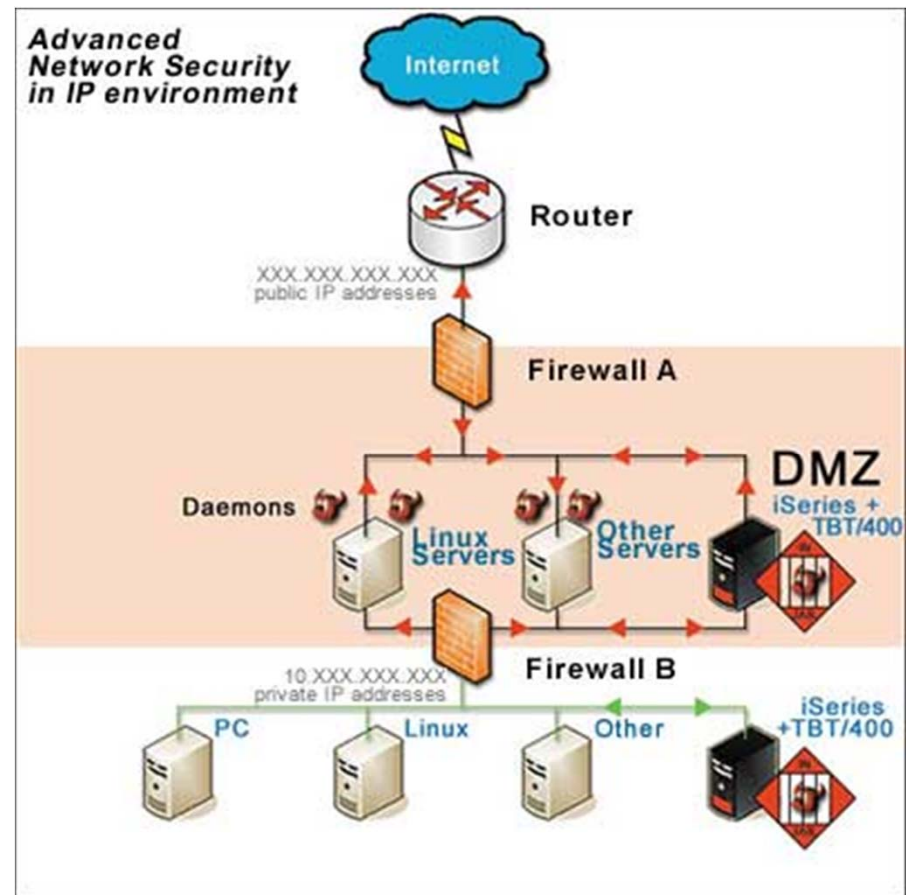 Advanced
Network Security
in IP environment
Internet
Router
XXX.XXX.XXX.XXX
public IP addresses
Firewall A
DMZ
iSeries +
TBT/400
Daemons
Linux
Servers
Other
Servers
IN
Firewall B
10.XXX.XXX.XXX
private IP addresses
PC
Linux
Other
iSeries
+TBT/400
IN